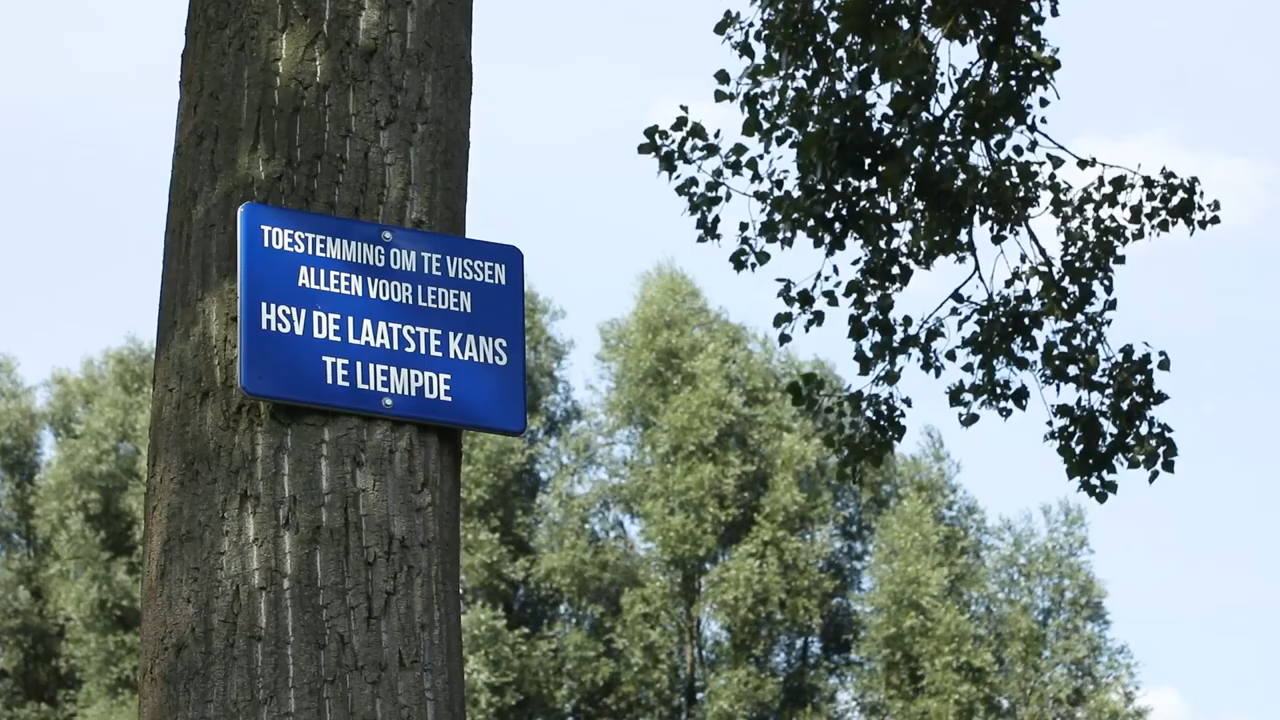 TOESTEMMING OM TE VISSEN
ALLEEN VOOR LEDEN
HSV DE LAATSTE KANS
TE LIEMPDE